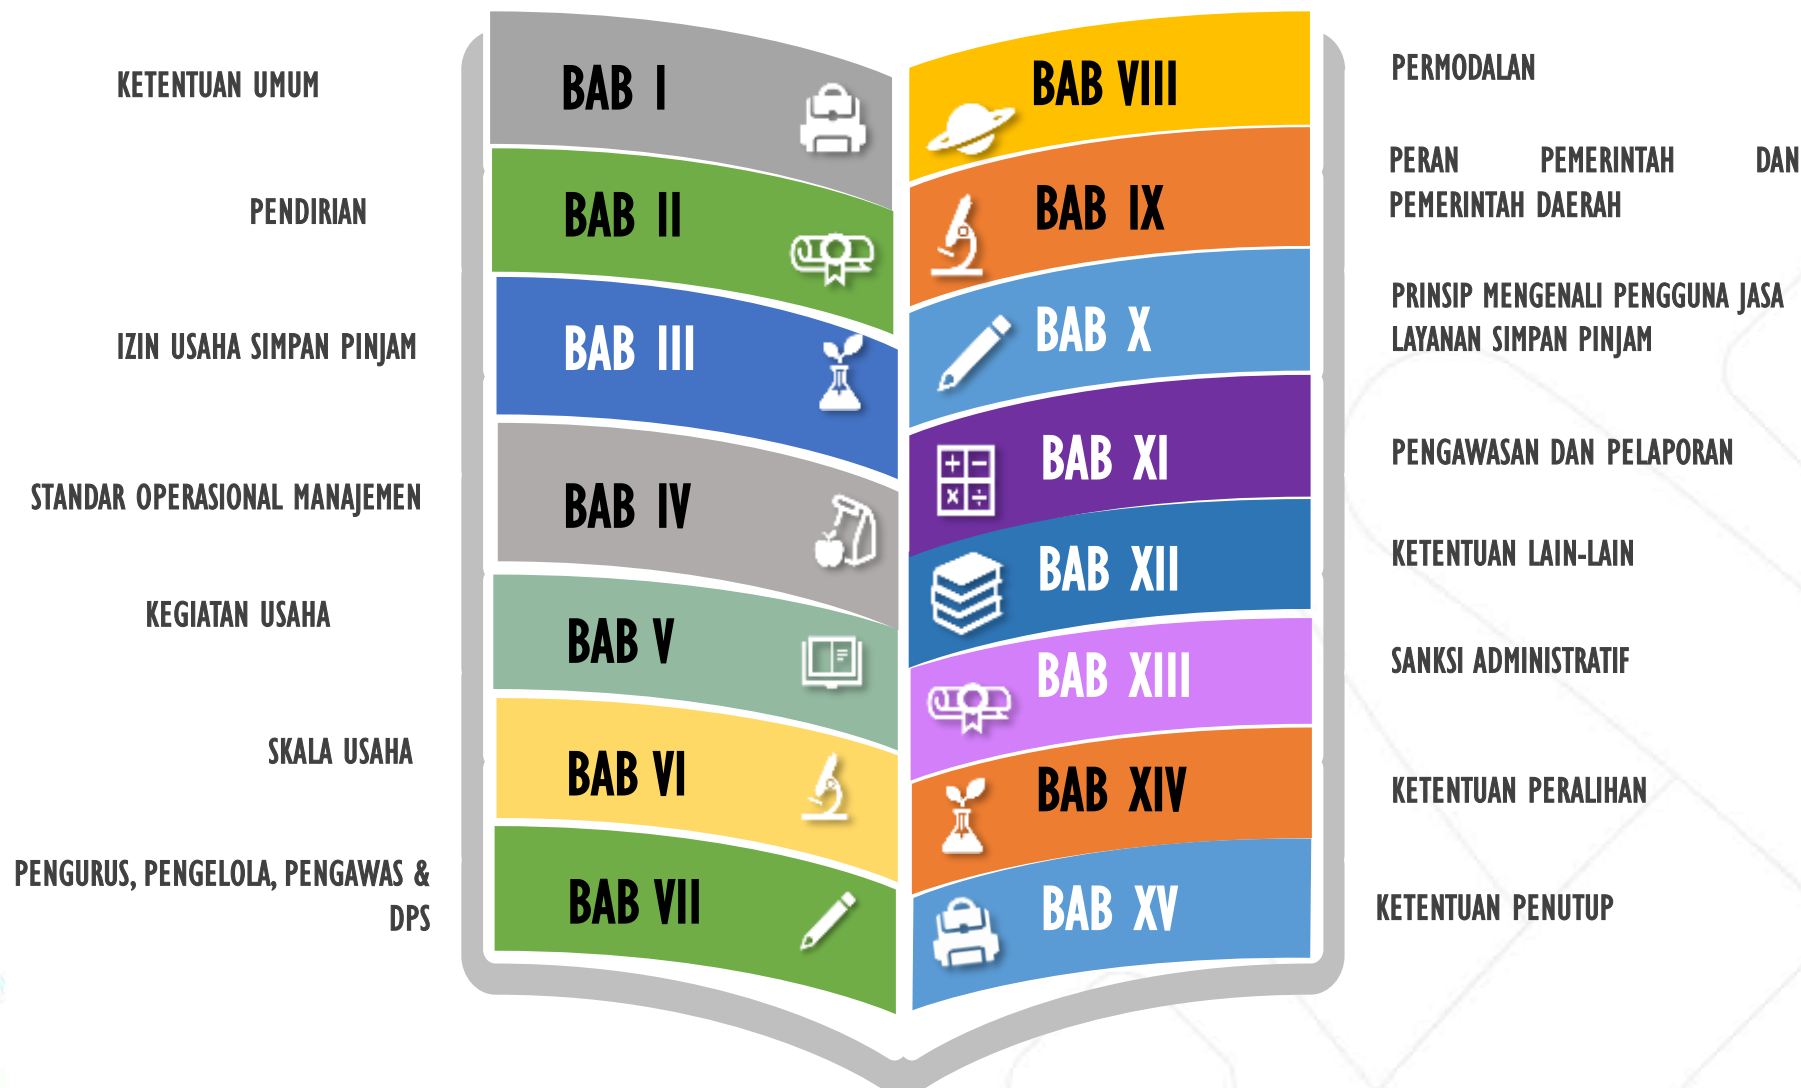 KETENTUAN UMUM
BAB I
PENDIRIAN
BAB II
IZIN USAHA SIMPAN PINJAM
BAB III
STANDAR OPERASIONAL MANAJEMEN
BAB IV
KEGIATAN USAHA
BAB V
SKALA USAHA
BAB VI
PENGURUS, PENGELOLA, PENGAWAS &
DPS
BAB VII
BAB VIII
PERMODALAN
BAB IX
PERAN PEMERINTAH DAN
PEMERINTAH DAERAH
BAB X
PRINSIP MENGENALI PENGGUNA JASA
LAYANAN SIMPAN PINJAM
BAB XI
PENGAWASAN DAN PELAPORAN
BAB XII
KETENTUAN LAIN-LAIN
BAB XIII
SANKSI ADMINISTRATIF
BAB XIV
KETENTUAN PERALIHAN
BAB XV
KETENTUAN PENUTUP